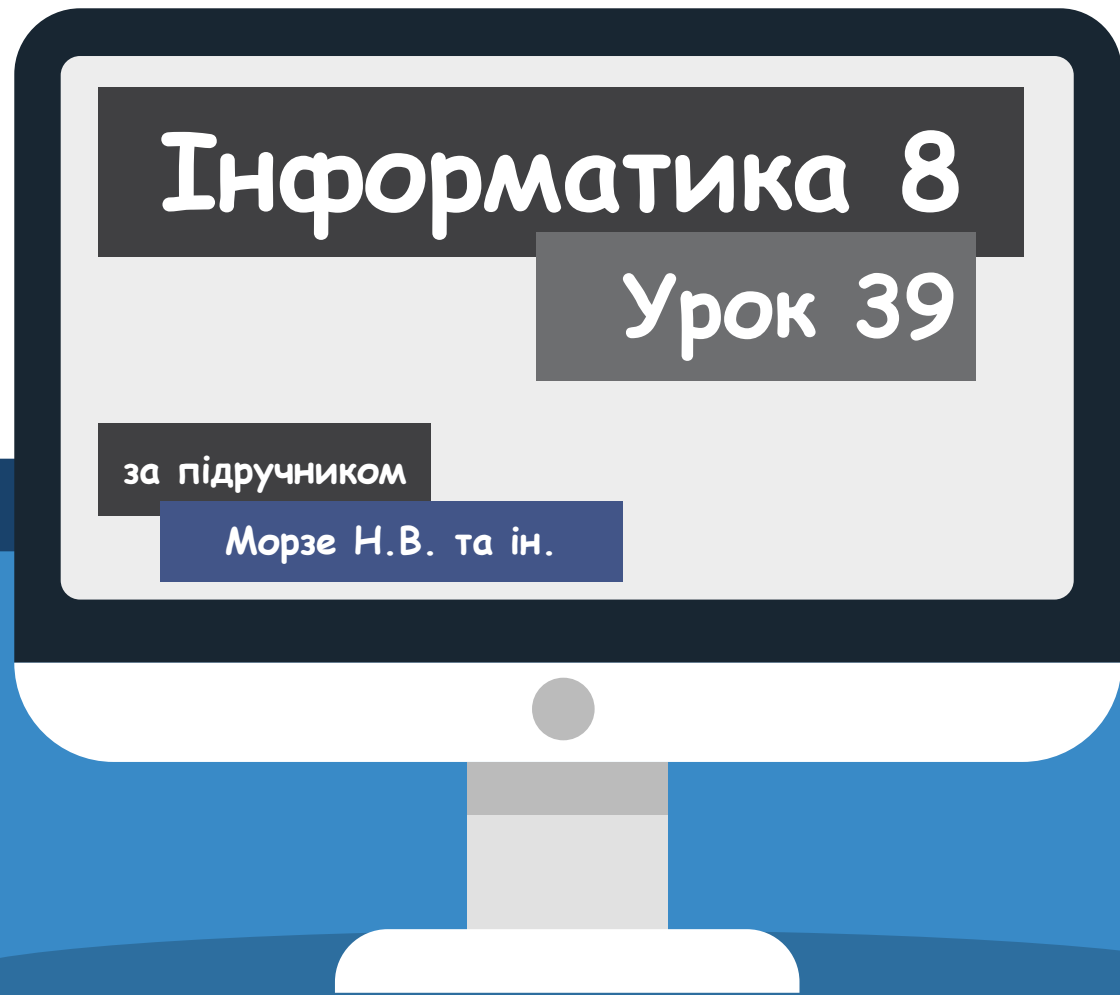 Інформатика 8
Урок 39
за підручником
Морзе Н.В. та ін.